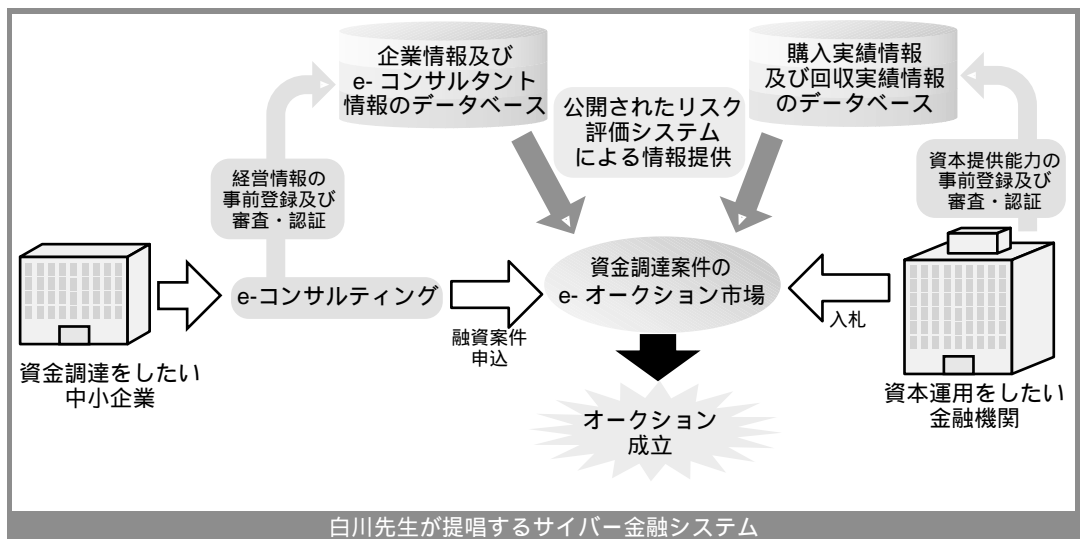 企業情報及び
e- コンサルタント
情報のデータベース
購入実績情報
及び回収実績情報
のデータベース
公開されたリスク
評価システム
による情報提供
経営情報の
事前登録及び
審査・認証
資本提供能力の
事前登録及び
審査・認証
資金調達をしたい
中小企業
e-コンサルティング
融資案件
申込
資金調達案件の
e- オークション市場
入札
資本運用をしたい
金融機関
オークション
成立
白川先生が提唱するサイバー金融システム